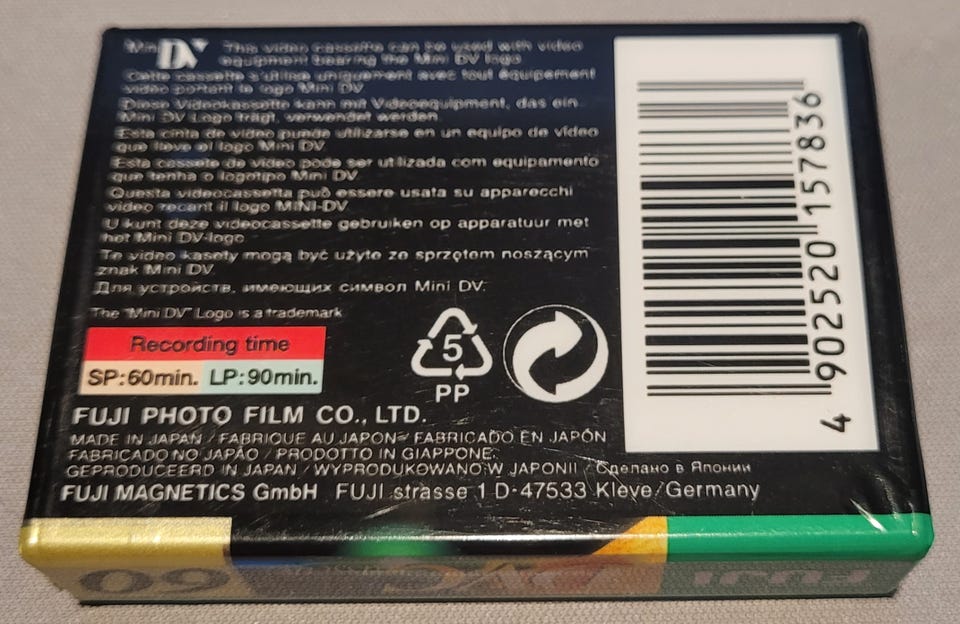 Mini DV This video cassette can be used with video
equipment bearing the Mini DV logo
Cette cassette s'utilise uniquement avec tout équipement
vidéo portant le logo Mini DV
Diese Videokassette kann mit Videoequipment, das ein
Mini DV Logo trägt, verwendet werden
Esta cinta de vídeo puede utilizarse en un equipo de vídeo
que lleve el logo Mini DV.
Esta cassete de vídeo pode ser utilizada com equipamento
que tenha o logotipo Mini DV
Questa videocassetta può essere usata su apparecchi
video recant il logo MINI-DV
U kunt deze videocassette gebruiken op apparatuur met
het Mini DV-logo
Te video kasety mogą być użyte ze sprzętem noszącym
znak Mini DV.
Для устройств, имеющих символ Mini DV.
The "Mini DV" Logo is a trademark
Recording time
SP:60min. LP:90min.
5
PP
FUJI PHOTO FILM CO., LTD.
MADE IN JAPAN / FABRIQUE AU JAPON / FABRICADO EN JAPÓN
FABRICADO NO JAPÃO / PRODOTTO IN GIAPPONE
GEPRODUCEERD IN JAPAN / WYPRODUKOWANO W JAPONII / Сделано в Японии
FUJI MAGNETICS GmbH FUJI strasse 1 D-47533 Kleve/Germany
4 902520 157836
60 DVC FUJI